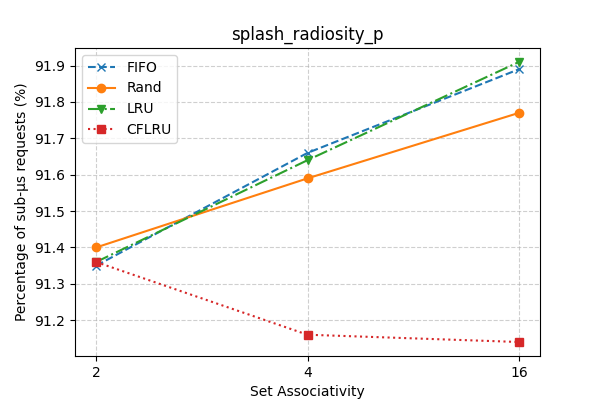 splash_radiosity_p
Percentage of sub-µs requests (%)
91.9
91.8
91.7
91.6
91.5
91.4
91.3
91.2
FIFO
Rand
LRU
CFLRU
2
4
16
Set Associativity